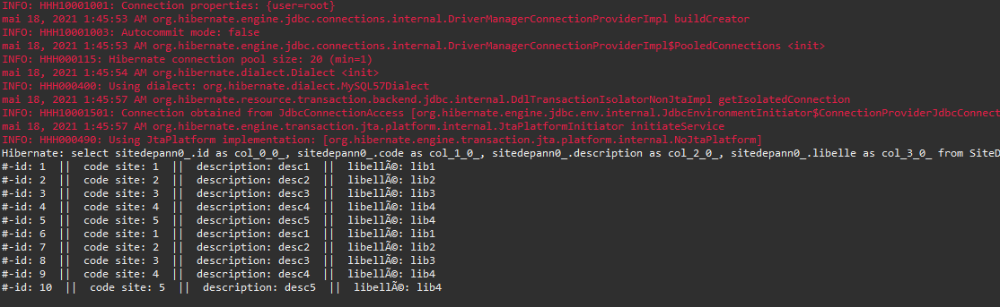 INFO: HHH10001001: Connection properties: {user=root}
mai 18, 2021 1:45:53 AM org.hibernate.engine.jdbc.connections.internal.DriverManagerConnectionProviderImpl buildCreator
INFO: HHH10001003: Autocommit mode: false
mai 18, 2021 1:45:53 AM org.hibernate.engine.jdbc.connections.internal.DriverManagerConnectionProviderImpl$PooledConnections <init>
INFO: HHH000115: Hibernate connection pool size: 20 (min=1)
mai 18, 2021 1:45:54 AM org.hibernate.dialect.Dialect <init>
INFO: HHH000400: Using dialect: org.hibernate.dialect.MySQL57Dialect
mai 18, 2021 1:45:57 AM org.hibernate.resource.transaction.backend.jdbc.internal.DdlTransactionIsolatorNonJtaImpl getIsolatedConnection
INFO: HHH10001501: Connection obtained from JdbcConnectionAccess [org.hibernate.engine.jdbc.env.internal.JdbcEnvironmentInitiator$ConnectionProviderJdbcConnect
mai 18, 2021 1:45:57 AM org.hibernate.engine.transaction.jta.platform.internal.JtaPlatformInitiator initiateService
INFO: HHH000490: Using JtaPlatform implementation: [org.hibernate.engine.transaction.jta.platform.internal.NoJtaPlatform]
Hibernate: select sitedepann0_.id as col_0_0_, sitedepann0_.code as col_1_0_, sitedepann0_.description as col_2_0_, sitedepann0_.libelle as col_3_0_ from SiteD
#-id: 1 || code site: 1 || description: desc1 || libellÃ©: lib1
#-id: 2 || code site: 2 || description: desc2 || libellÃ©: lib2
#-id: 3 || code site: 3 || description: desc3 || libellÃ©: lib3
#-id: 4 || code site: 4 || description: desc4 || libellÃ©: lib4
#-id: 5 || code site: 5 || description: desc5 || libellÃ©: lib4
#-id: 6 || code site: 1 || description: desc1 || libellÃ©: lib1
#-id: 7 || code site: 2 || description: desc2 || libellÃ©: lib2
#-id: 8 || code site: 3 || description: desc3 || libellÃ©: lib3
#-id: 9 || code site: 4 || description: desc4 || libellÃ©: lib4
#-id: 10 || code site: 5 || description: desc5 || libellÃ©: lib4